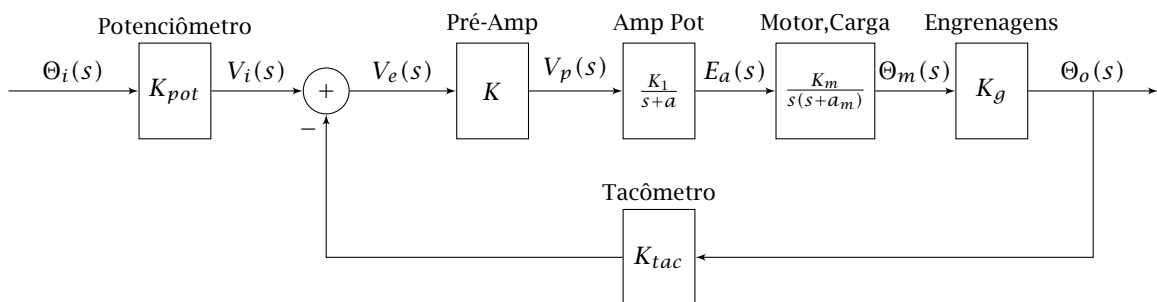 Potenciômetro
Pré-Amp
Amp Pot
Motor,Carga
Engrenagens
Θi(s)
Kpot
Vi(s)
+
−
Ve(s)
K
Vp(s)
K1
s+a
Ea(s)
Km
s(s+am)
Θm(s)
Kg
Θo(s)
Tacômetro
Ktac